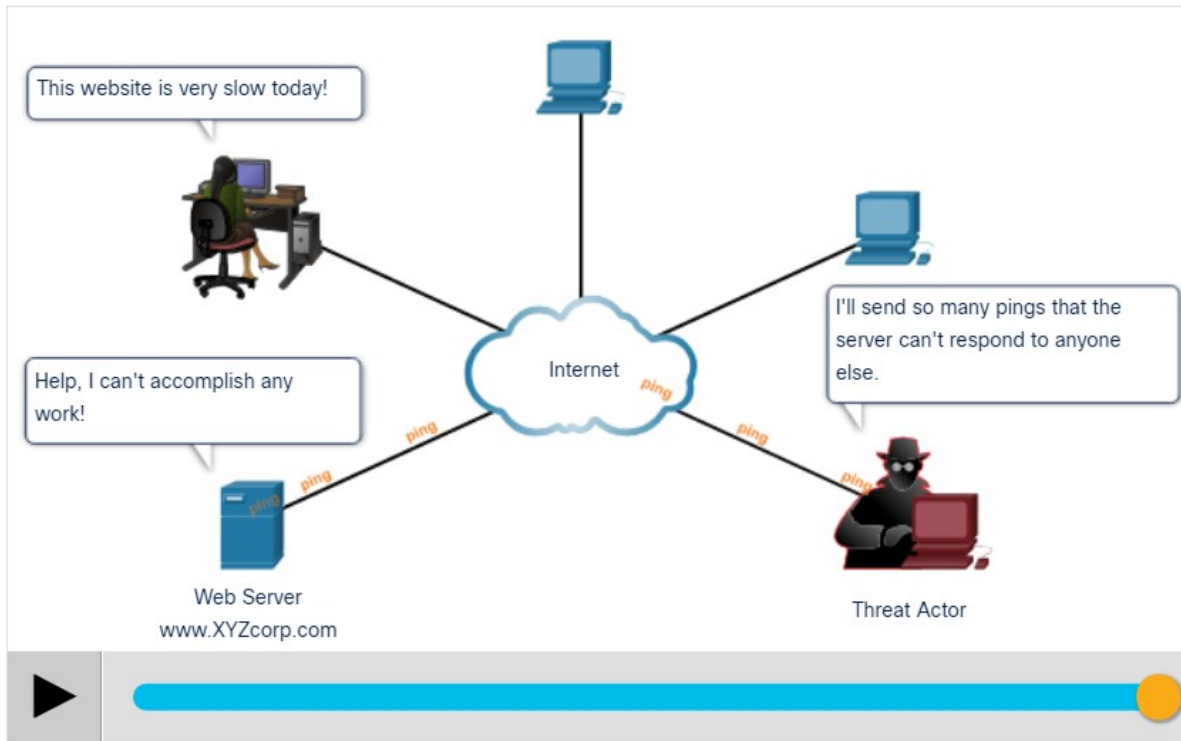 This website is very slow today!
I'll send so many pings that the
server can't respond to anyone
else.
Internet
Help, I can't accomplish any
work!
ping
ping
ping
ping
ping
ping
Web Server
www.XYZcorp.com
Threat Actor